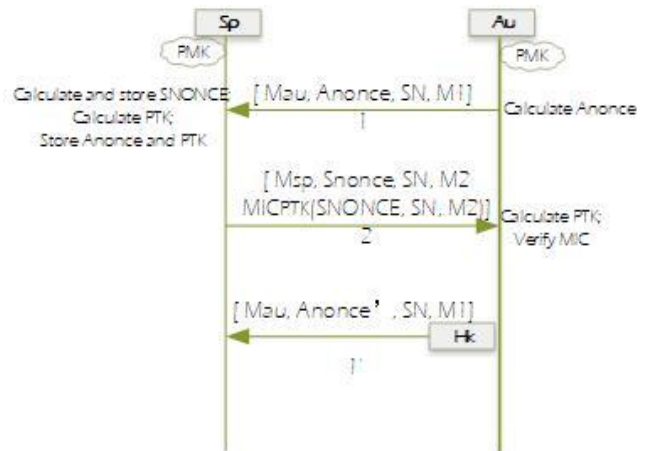 Sp
Au
PMK
PMK
Calculate and store SNONCE;
Calculate PTK;
Store Anonce and PTK
[ Mau, Anonce, SN, M1]
1
Calculate Anonce
[ Msp, Snonce, SN, M2
MICPTK(SNONCE, SN, M2)]
2
Calculate PTK;
Verify MIC
[ Mau, Anonce’ , SN, M1]
Hk
1'